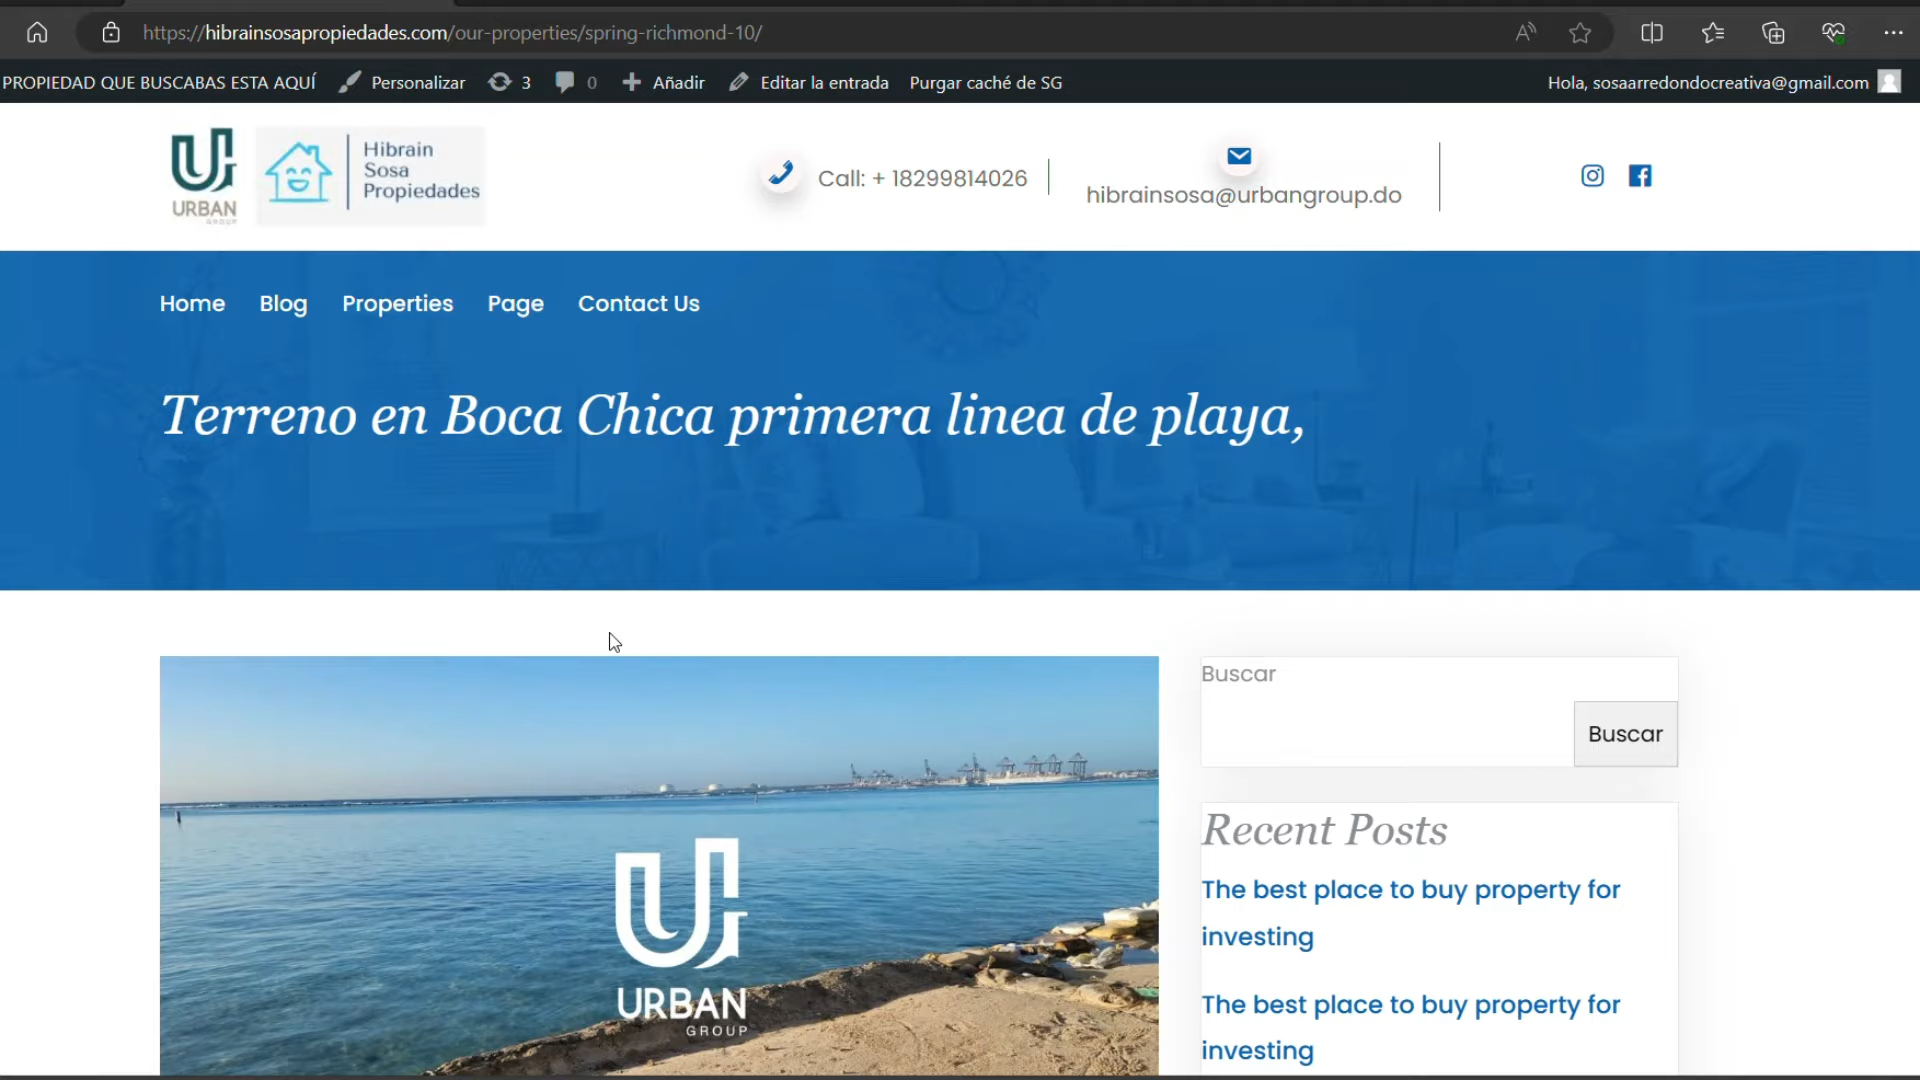 https://hibrainsosapropiedades.com/our-properties/spring-richmond-10/
PROPIEDAD QUE BUSCABAS ESTA AQUÍ Personalizar 3 0 Añadir Editar la entrada Purgar caché de SG Hola, sosaarredondocreativa@gmail.com
URBAN
GROUP
Hibrain
Sosa
Propiedades
Call: + 18299814026
hibrainsosa@urbangroup.do
Home Blog Properties Page Contact Us
Terreno en Boca Chica primera linea de playa,
URBAN
GROUP
Buscar
Buscar
Recent Posts
The best place to buy property for
investing
The best place to buy property for
investing